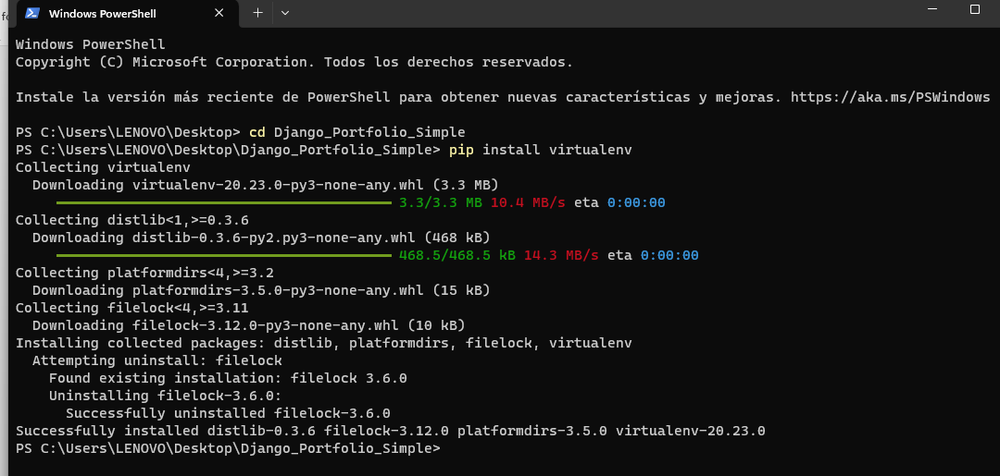 Windows PowerShell
Windows PowerShell
Copyright (C) Microsoft Corporation. Todos los derechos reservados.
Instale la versión más reciente de PowerShell para obtener nuevas características y mejoras. https://aka.ms/PSWindows
PS C:\Users\LENOVO\Desktop> cd Django_Portfolio_Simple
PS C:\Users\LENOVO\Desktop\Django_Portfolio_Simple> pip install virtualenv
Collecting virtualenv
  Downloading virtualenv-20.23.0-py3-none-any.whl (3.3 MB)
3.3/3.3 MB 10.4 MB/s eta 0:00:00
Collecting distlib<1,>=0.3.6
  Downloading distlib-0.3.6-py2.py3-none-any.whl (468 kB)
468.5/468.5 kB 14.3 MB/s eta 0:00:00
Collecting platformdirs<4,>=3.2
  Downloading platformdirs-3.5.0-py3-none-any.whl (15 kB)
Collecting filelock<4,>=3.11
  Downloading filelock-3.12.0-py3-none-any.whl (10 kB)
Installing collected packages: distlib, platformdirs, filelock, virtualenv
  Attempting uninstall: filelock
    Found existing installation: filelock 3.6.0
    Uninstalling filelock-3.6.0:
      Successfully uninstalled filelock-3.6.0
Successfully installed distlib-0.3.6 filelock-3.12.0 platformdirs-3.5.0 virtualenv-20.23.0
PS C:\Users\LENOVO\Desktop\Django_Portfolio_Simple>